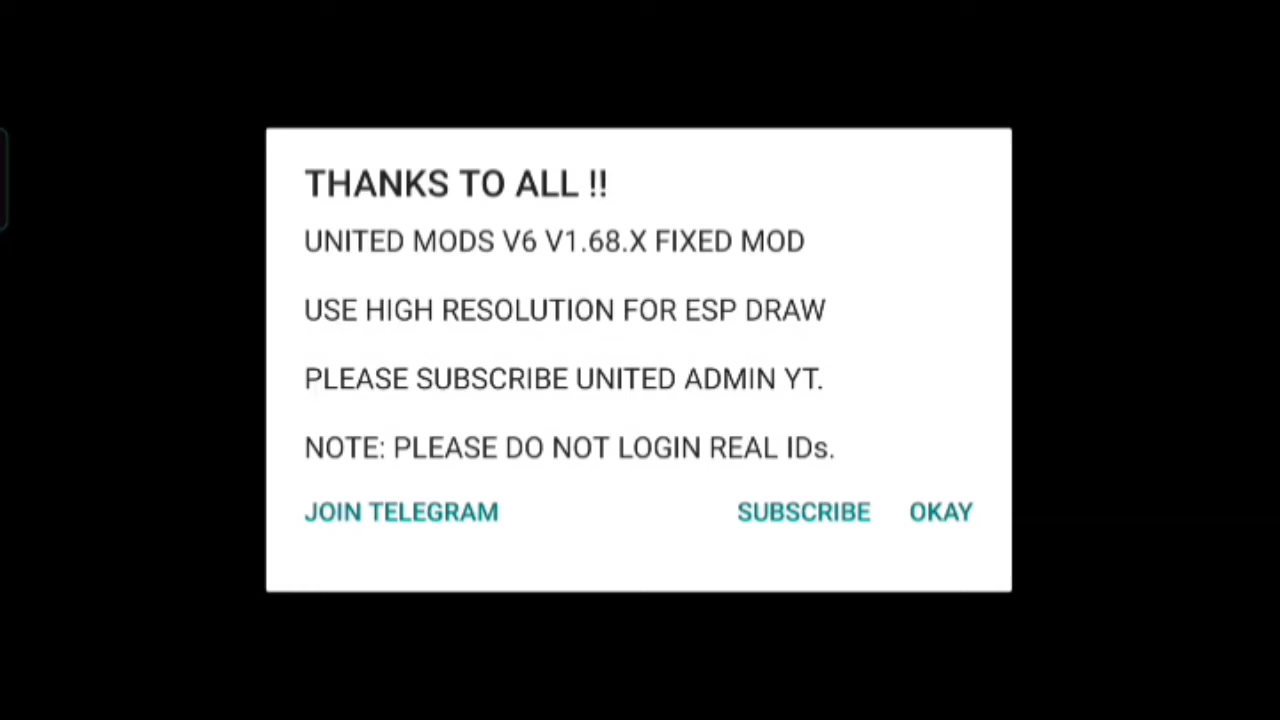 THANKS TO ALL !!
UNITED MODS V6 V1.68.X FIXED MOD
USE HIGH RESOLUTION FOR ESP DRAW
PLEASE SUBSCRIBE UNITED ADMIN YT.
NOTE: PLEASE DO NOT LOGIN REAL IDs.
JOIN TELEGRAM SUBSCRIBE OKAY